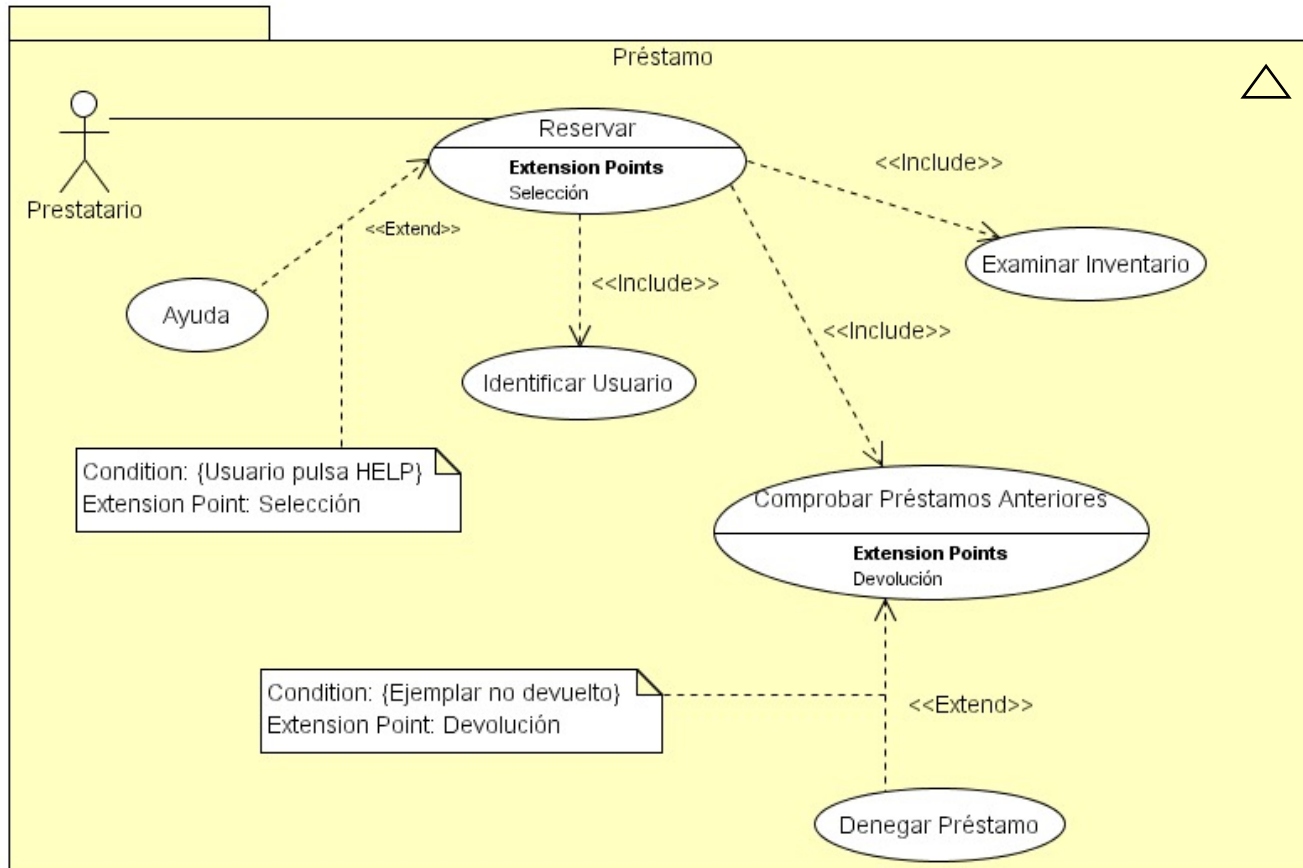 Préstamo
Prestatario
Reservar
Extension Points
Selección
<<Include>>
<<Extend>>
Examinar Inventario
<<Include>>
Ayuda
<<Include>>
Identificar Usuario
Condition: {Usuario pulsa HELP}
Extension Point: Selección
Comprobar Préstamos Anteriores
Extension Points
Devolución
Condition: {Ejemplar no devuelto}
Extension Point: Devolución
<<Extend>>
Denegar Préstamo